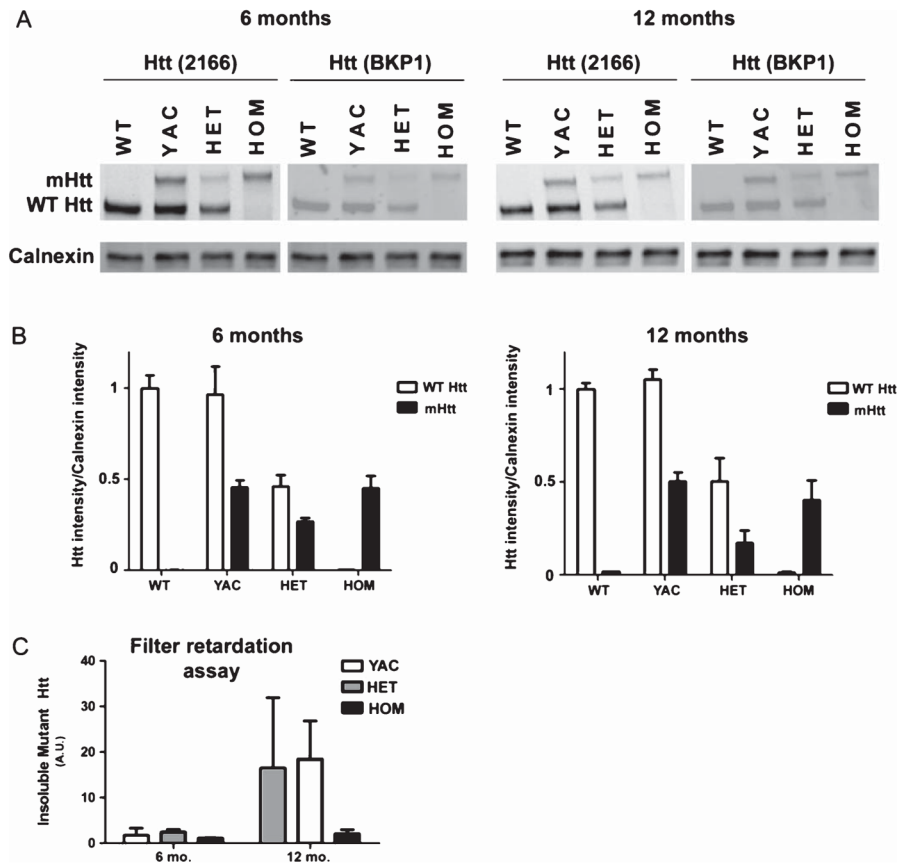 A
6 months
12 months
Htt (2166)
Htt (BKP1)
Htt (2166)
Htt (BKP1)
WT
YAC
HET
HOM
WT
YAC
HET
HOM
WT
YAC
HET
HOM
WT
YAC
HET
HOM
mHtt
WT Htt
Calnexin
B
6 months
Htt intensity/Calnexin intensity
1
0.5
0
WT
YAC
HET
HOM
WT Htt
mHtt
12 months
Htt intensity/Calnexin intensity
1
0.5
0
WT
YAC
HET
HOM
WT Htt
mHtt
C
Filter retardation
assay
Insoluble Mutant Htt
(A.U.)
40
30
20
10
0
6 mo.
12 mo.
YAC
HET
HOM